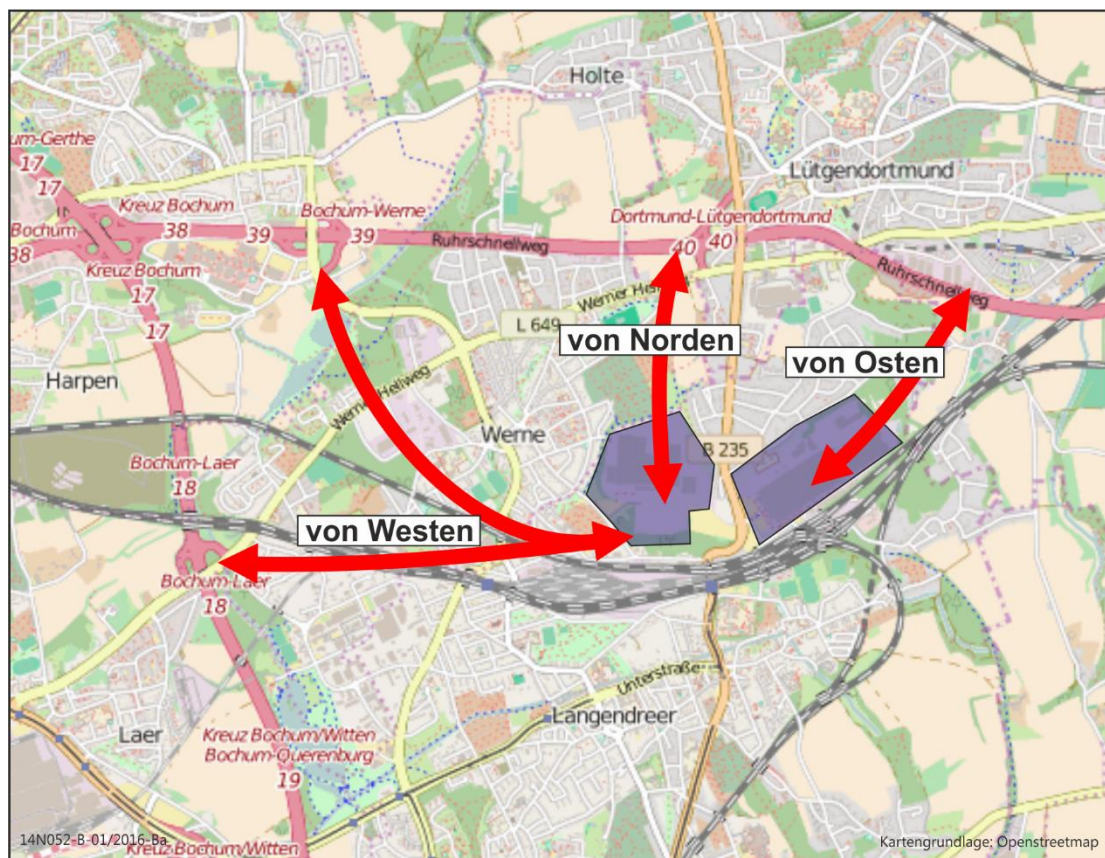 Holte
um-Gerthe
17
17
Lütgendortmund
Kreuz Bochum
Bochum-Werne
Dortmund-Lütgendortmund
Bochum
38
39
39
Ruhrschnellweg
40
40
38
Kreuz Bochum
17
17
Ruhrschnellweg
Werner Hel
L 649
von Norden
von Osten
Harpen
Werner Hellweg
Werne
B 235
Bochum-Laer
18
von Westen
Bochum-Laer
18
Unterstraße
Langendreer
Laer
Kreuz Bochum/Witten
Bochum-Querenburg
19
14N052-B-01/2016-Ba
Kreuz Bochum/Witten
Kartengrundlage: Openstreetmap